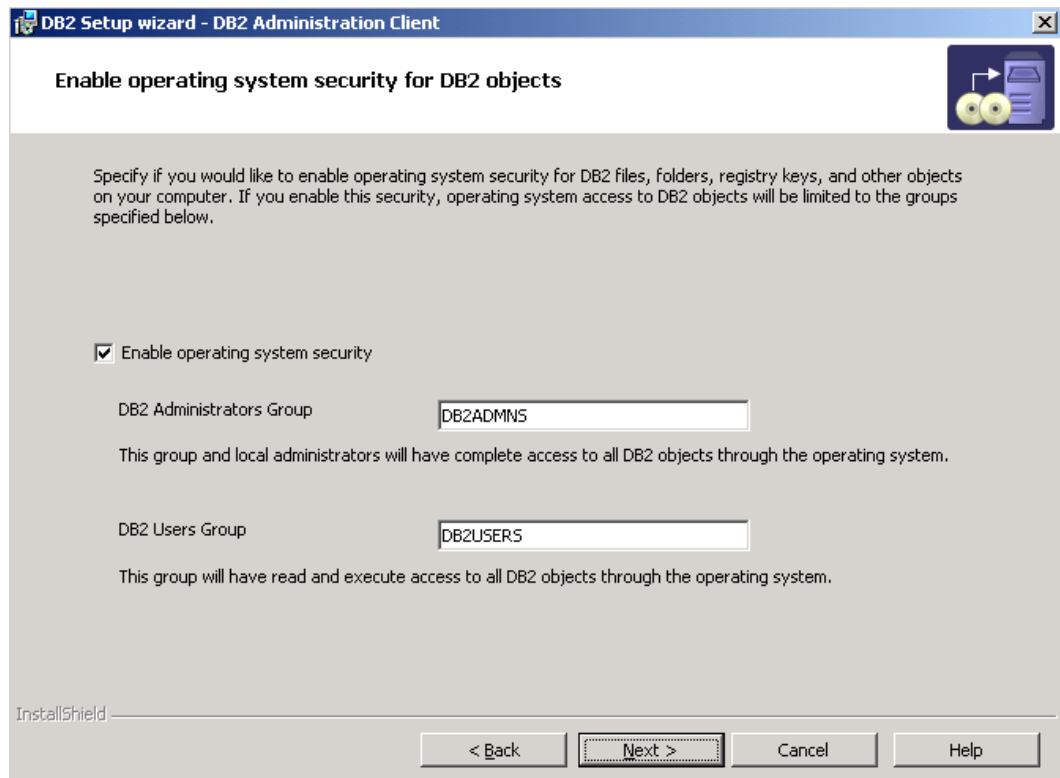 DB2 Setup wizard - DB2 Administration Client
Enable operating system security for DB2 objects
Specify if you would like to enable operating system security for DB2 files, folders, registry keys, and other objects
on your computer. If you enable this security, operating system access to DB2 objects will be limited to the groups
specified below.
Enable operating system security
DB2 Administrators Group
DB2ADMNS
This group and local administrators will have complete access to all DB2 objects through the operating system.
DB2 Users Group
DB2USERS
This group will have read and execute access to all DB2 objects through the operating system.
InstallShield
< Back Next > Cancel Help